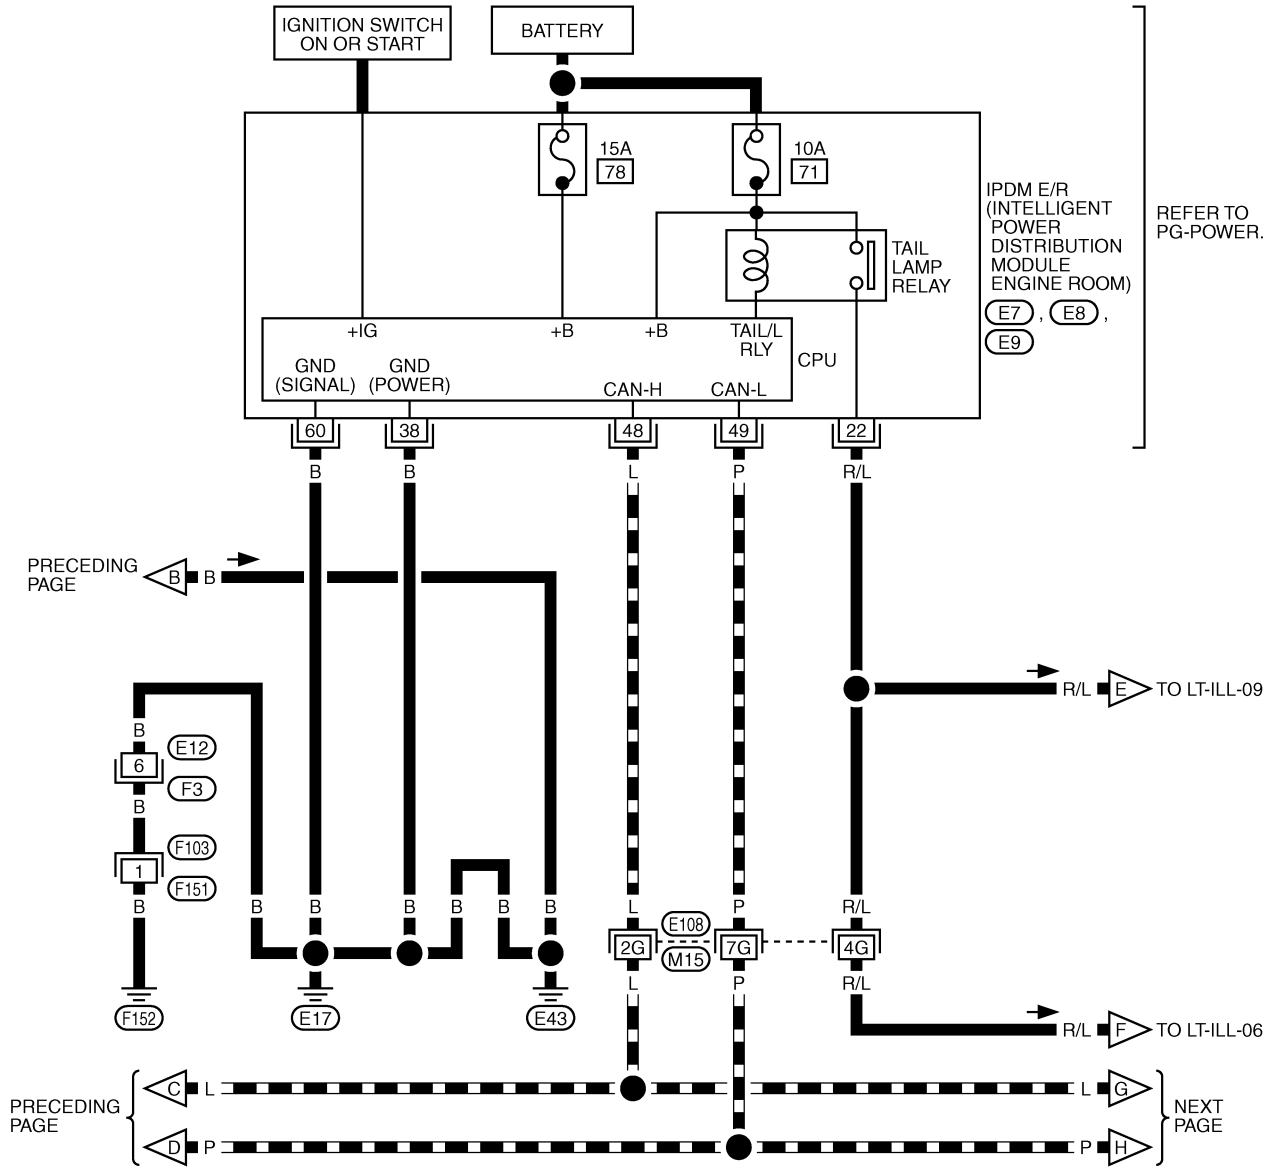 IGNITION SWITCH
ON OR START
BATTERY
15A
78
10A
71
TAIL
LAMP
RELAY
IPDM E/R
(INTELLIGENT
POWER
DISTRIBUTION
MODULE
ENGINE ROOM)
E7 , E8 ,
E9
REFER TO
PG-POWER.
+IG
+B
+B
TAIL/L
RLY
CPU
GND
(SIGNAL)
GND
(POWER)
CAN-H
CAN-L
60
38
48
49
22
B
B
L
P
R/L
PRECEDING
PAGE
B
B
R/L
E
TO LT-ILL-09
B
6
E12
F3
B
F103
1
F151
B
B
B
B
B
B
B
L
P
R/L
E108
2G
7G
4G
M15
L
P
R/L
F152
E17
E43
R/L
F
TO LT-ILL-06
PRECEDING
PAGE
C
L
L
G
D
P
P
H
NEXT
PAGE